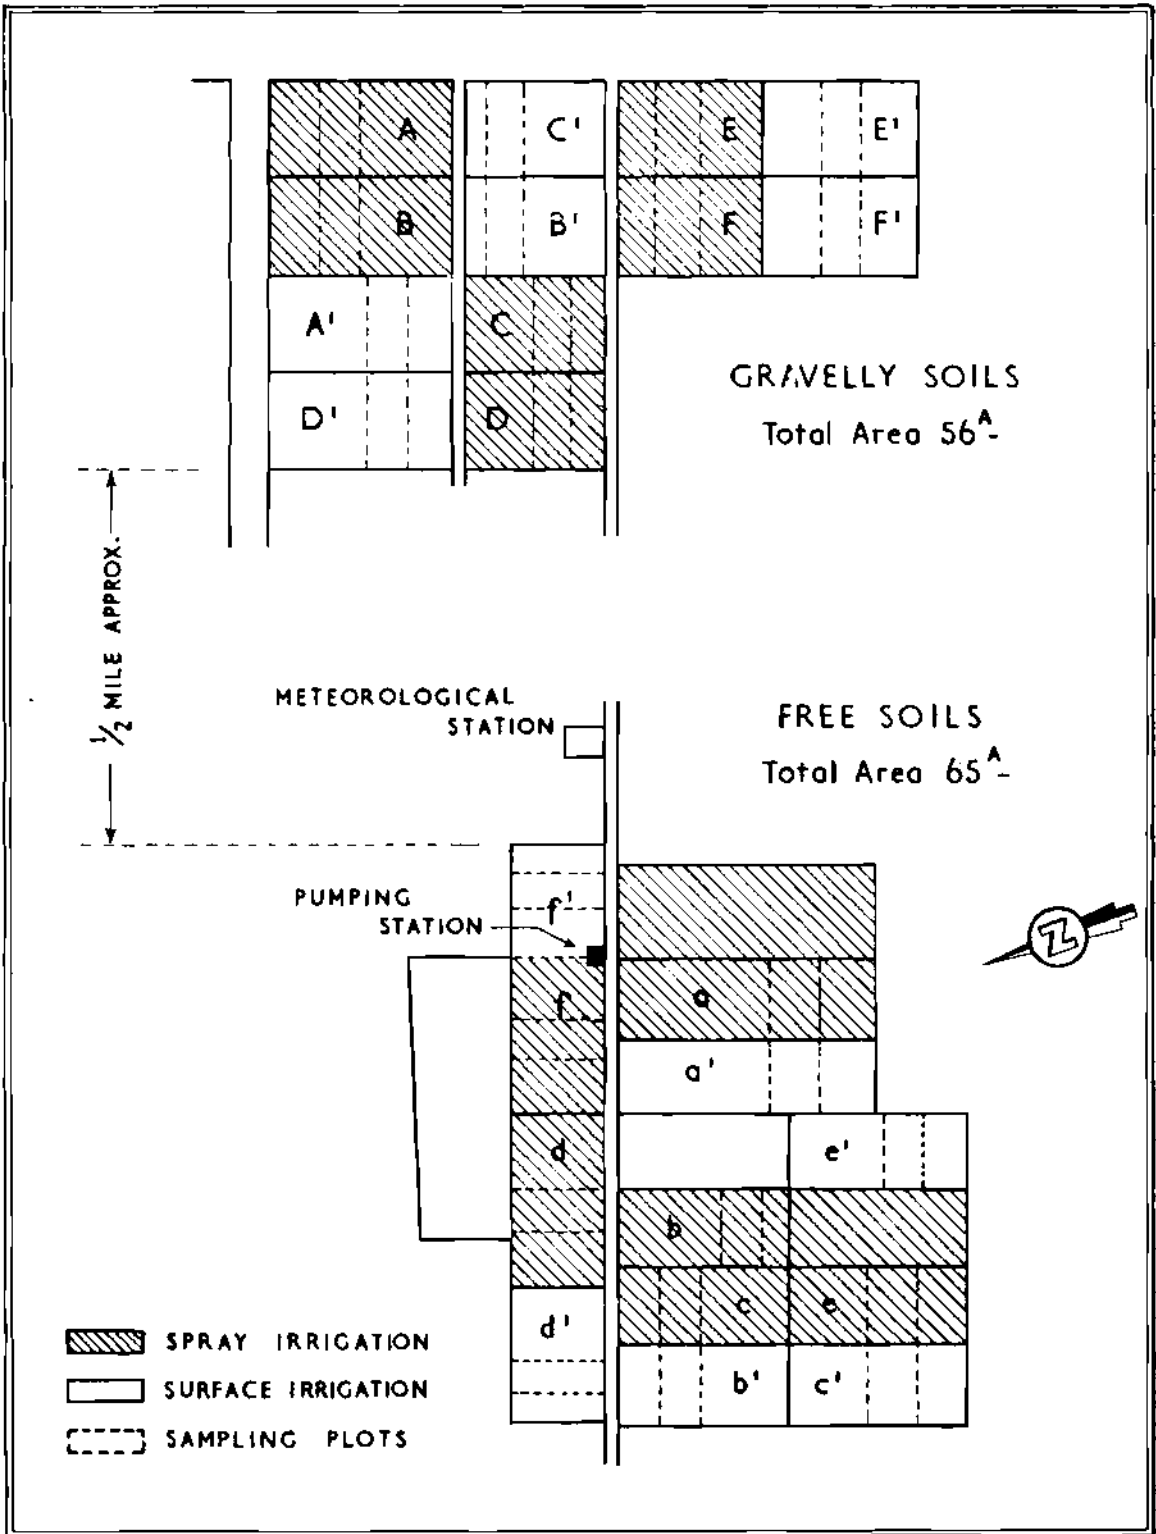 A
C'
E
E'
B
B'
F
F'
A'
C
D'
D
GRAVELLY SOILS
Total Area 56ᴬ-
½ MILE APPROX.
METEOROLOGICAL
STATION
FREE SOILS
Total Area 65ᴬ-
PUMPING
STATION
f'
f
a
a'
d
e'
b
c
e
d'
b'
c'
Z
SPRAY IRRIGATION
SURFACE IRRIGATION
SAMPLING PLOTS